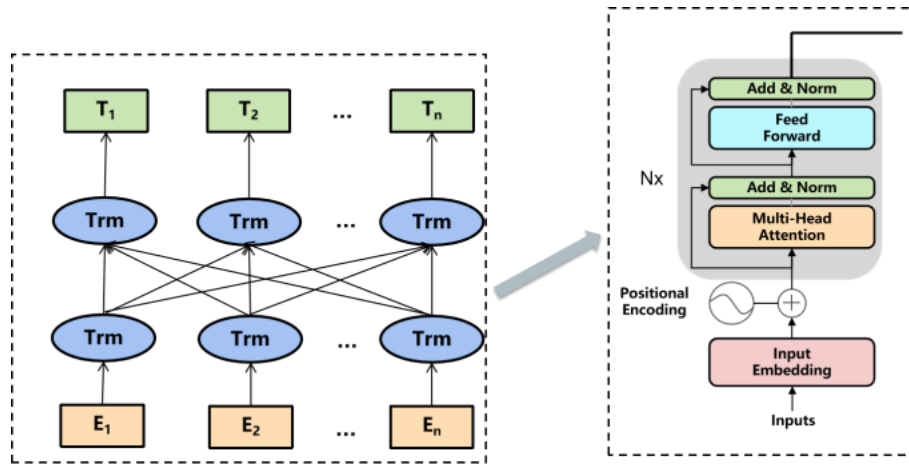 T1 T2 ... Tn
Trm Trm ... Trm
Trm Trm ... Trm
E1 E2 ... En
Add & Norm
Feed
Forward
Nx
Add & Norm
Multi-Head
Attention
Positional
Encoding
Input
Embedding
Inputs